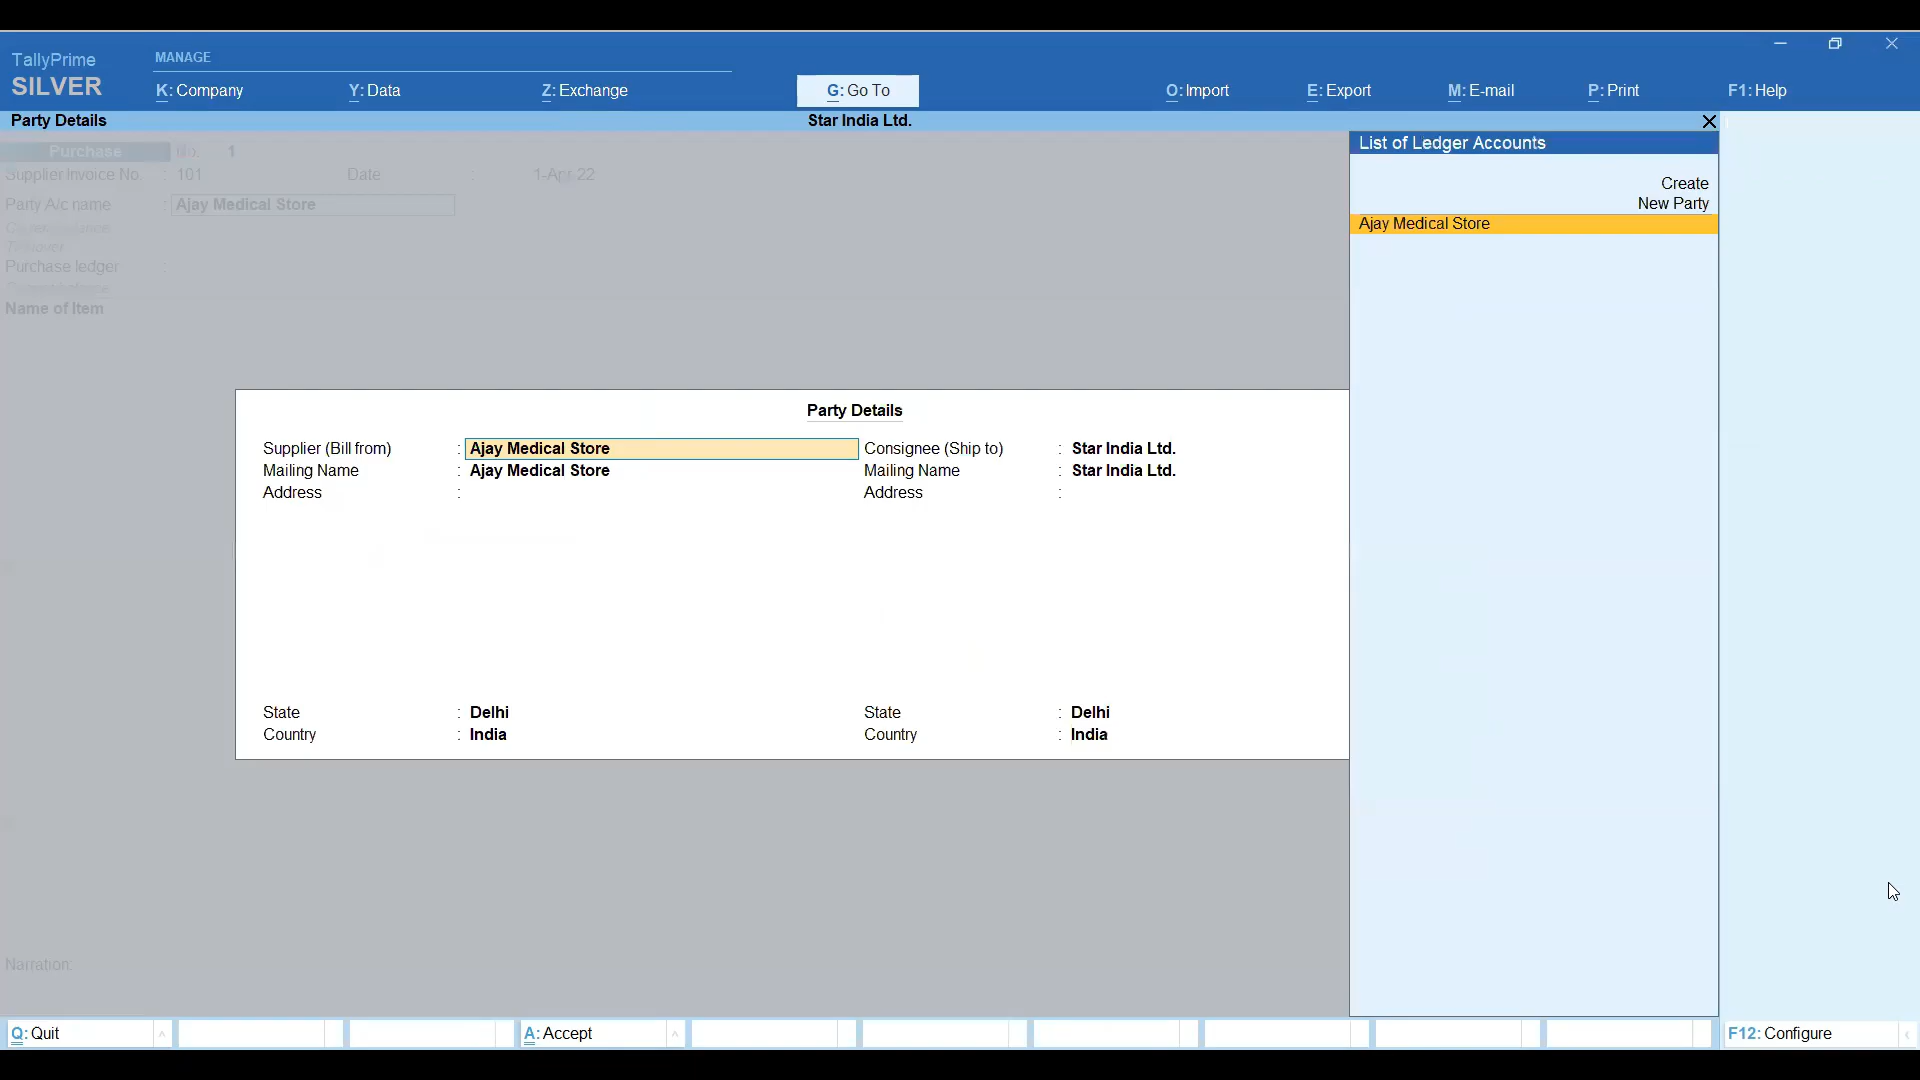 TallyPrime
SILVER
MANAGE
K: Company
Y: Data
Z: Exchange
G: Go To
O: Import
E: Export
M: E-mail
P: Print
F1: Help
Party Details
Star India Ltd.
Purchase No. 1
Supplier Invoice No. : 101 Date : 1-Apr-22
Party A/c name : Ajay Medical Store
Purchase ledger :
Name of Item
List of Ledger Accounts
Create
New Party
Ajay Medical Store
Party Details
Supplier (Bill from) : Ajay Medical Store Consignee (Ship to) : Star India Ltd.
Mailing Name : Ajay Medical Store Mailing Name : Star India Ltd.
Address : Address :
State : Delhi State : Delhi
Country : India Country : India
Narration:
Q: Quit
A: Accept
F12: Configure